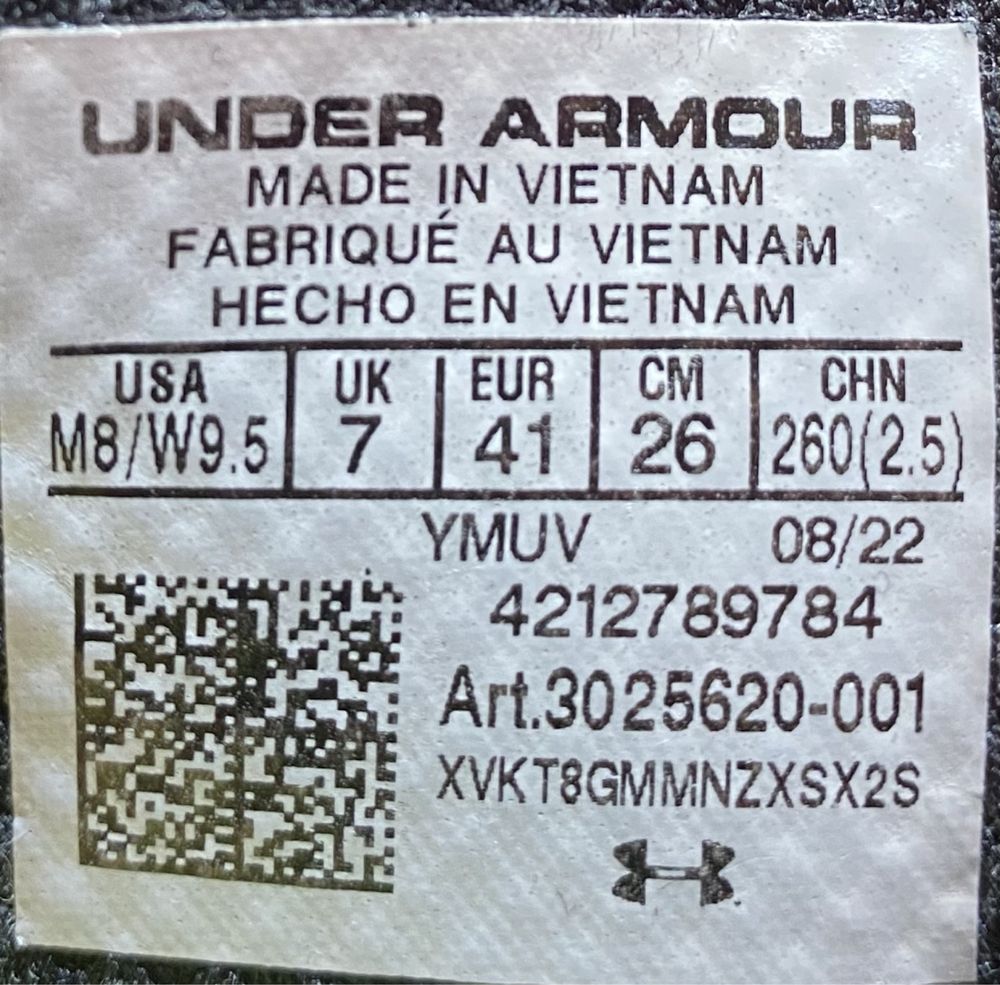 UNDER ARMOUR
MADE IN VIETNAM
FABRIQUÉ AU VIETNAM
HECHO EN VIETNAM
USA UK EUR CM CHN
M8/W9.5 7 41 26 260(2.5)
YMUV 08/22
4212789784
Art.3025620-001
XVKT8GMMNZXSX2S